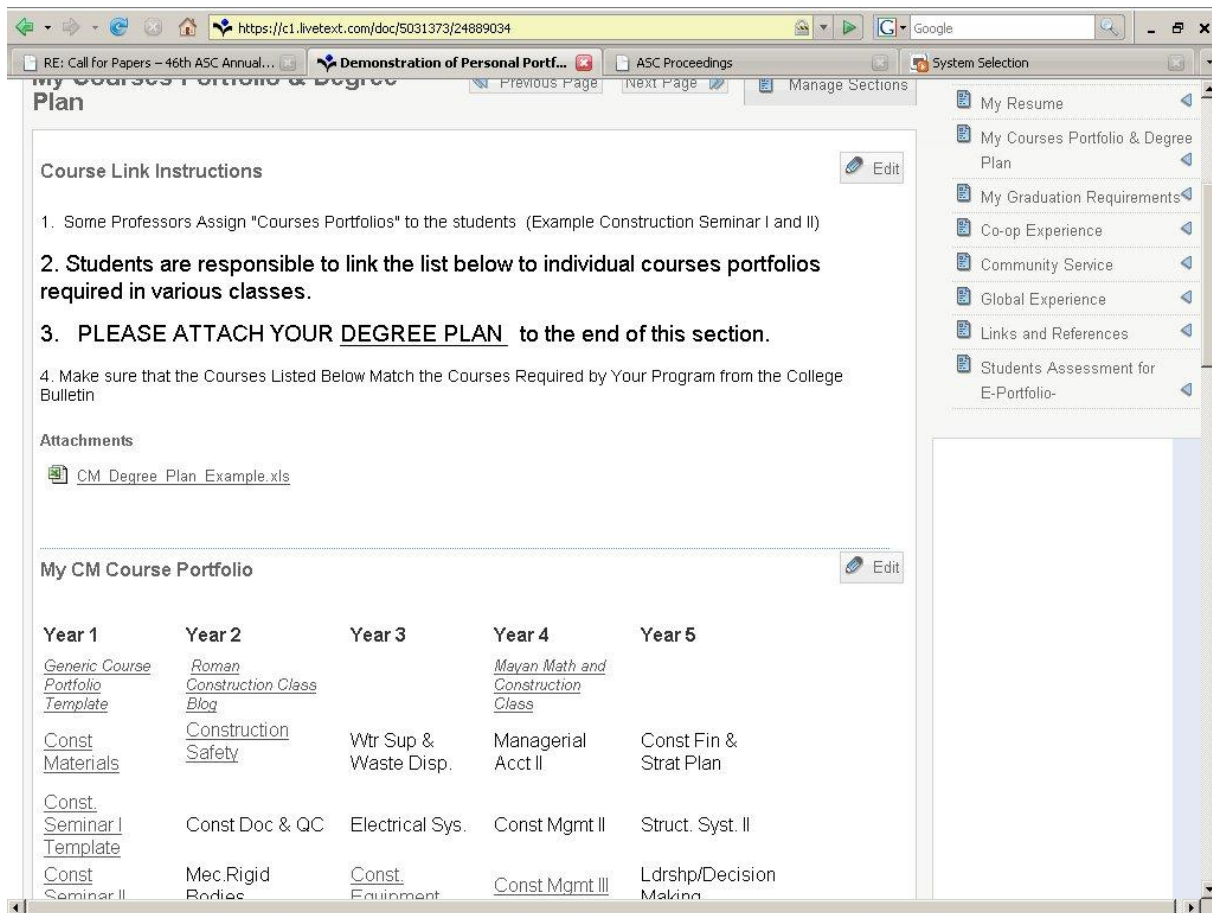 https://c1.livetext.com/doc/5031373/24889034
G
Google
RE: Call for Papers – 46th ASC Annual...
Demonstration of Personal Portf...
ASC Proceedings
System Selection
My Courses Portfolio & Degree
Plan
Previous Page
Next Page
Manage Sections
My Resume
My Courses Portfolio & Degree
Plan
My Graduation Requirements
Co-op Experience
Community Service
Global Experience
Links and References
Students Assessment for
E-Portfolio-
Course Link Instructions
Edit
1. Some Professors Assign "Courses Portfolios" to the students (Example Construction Seminar I and II)
2. Students are responsible to link the list below to individual courses portfolios
required in various classes.
3. PLEASE ATTACH YOUR DEGREE PLAN to the end of this section.
4. Make sure that the Courses Listed Below Match the Courses Required by Your Program from the College
Bulletin
Attachments
CM Degree Plan Example.xls
My CM Course Portfolio
Edit
Year 1 Year 2 Year 3 Year 4 Year 5
Generic Course
Portfolio
Template
Roman
Construction Class
Blog
Mayan Math and
Construction
Class
Const
Materials
Construction
Safety
Wtr Sup &
Waste Disp.
Managerial
Acct II
Const Fin &
Strat Plan
Const.
Seminar I
Template
Const Doc & QC
Electrical Sys.
Const Mgmt II
Struct. Syst. II
Const
Seminar II
Mec.Rigid
Bodies
Const.
Equipment
Const Mgmt III
Ldrshp/Decision
Making